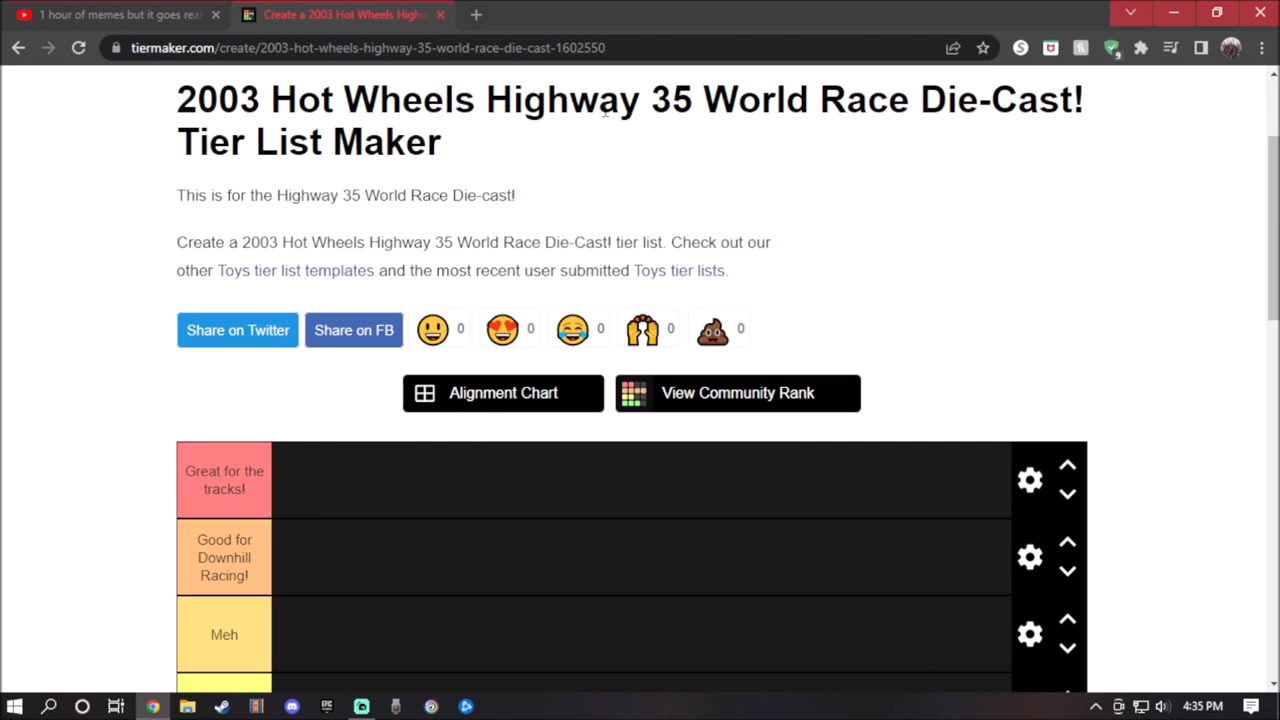 1 hour of memes but it goes real
Create a 2003 Hot Wheels High
tiermaker.com/create/2003-hot-wheels-highway-35-world-race-die-cast-1602550
9
2003 Hot Wheels Highway 35 World Race Die-Cast!
Tier List Maker
This is for the Highway 35 World Race Die-cast!
Create a 2003 Hot Wheels Highway 35 World Race Die-Cast! tier list. Check out our
other Toys tier list templates and the most recent user submitted Toys tier lists.
Share on Twitter Share on FB 0 0 0 0 0
Alignment Chart View Community Rank
Great for the
tracks!
Good for
Downhill
Racing!
Meh
EPIC
4:35 PM